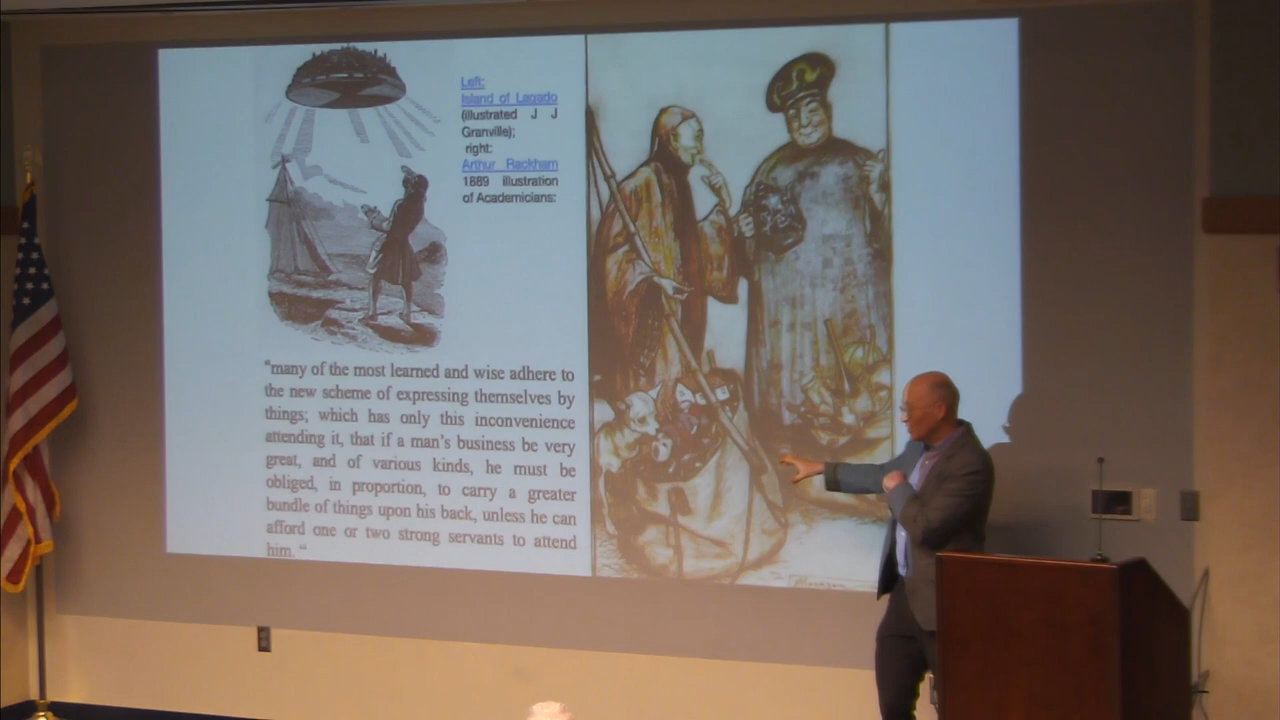 Left:
Island of Lagado
(illustrated J J
Granville);
right:
Arthur Rackham
1889 illustration
of Academicians:
"many of the most learned and wise adhere to
the new scheme of expressing themselves by
things; which has only this inconvenience
attending it, that if a man's business be very
great, and of various kinds, he must be
obliged, in proportion, to carry a greater
bundle of things upon his back, unless he can
afford one or two strong servants to attend
him. "